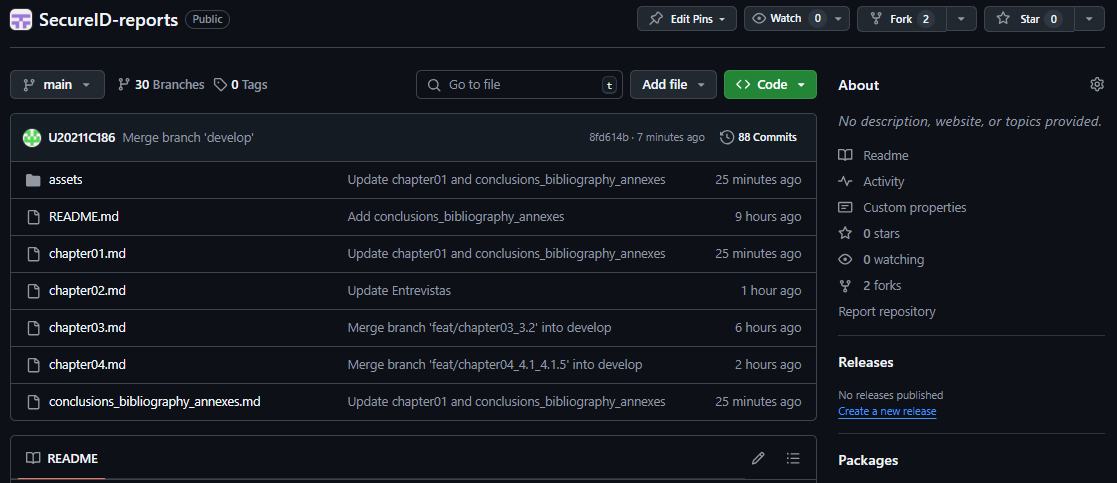 SecureID-reports Public Edit Pins Watch 0 Fork 2 Star 0
main 30 Branches 0 Tags Go to file t Add file Code
U20211C186 Merge branch 'develop' 8fd614b · 7 minutes ago 88 Commits
assets Update chapter01 and conclusions_bibliography_annexes 25 minutes ago
README.md Add conclusions_bibliography_annexes 9 hours ago
chapter01.md Update chapter01 and conclusions_bibliography_annexes 25 minutes ago
chapter02.md Update Entrevistas 1 hour ago
chapter03.md Merge branch 'feat/chapter03_3.2' into develop 6 hours ago
chapter04.md Merge branch 'feat/chapter04_4.1_4.1.5' into develop 2 hours ago
conclusions_bibliography_annexes.md Update chapter01 and conclusions_bibliography_annexes 25 minutes ago
README
About
No description, website, or topics provided.
Readme
Activity
Custom properties
0 stars
0 watching
2 forks
Report repository
Releases
No releases published
Create a new release
Packages